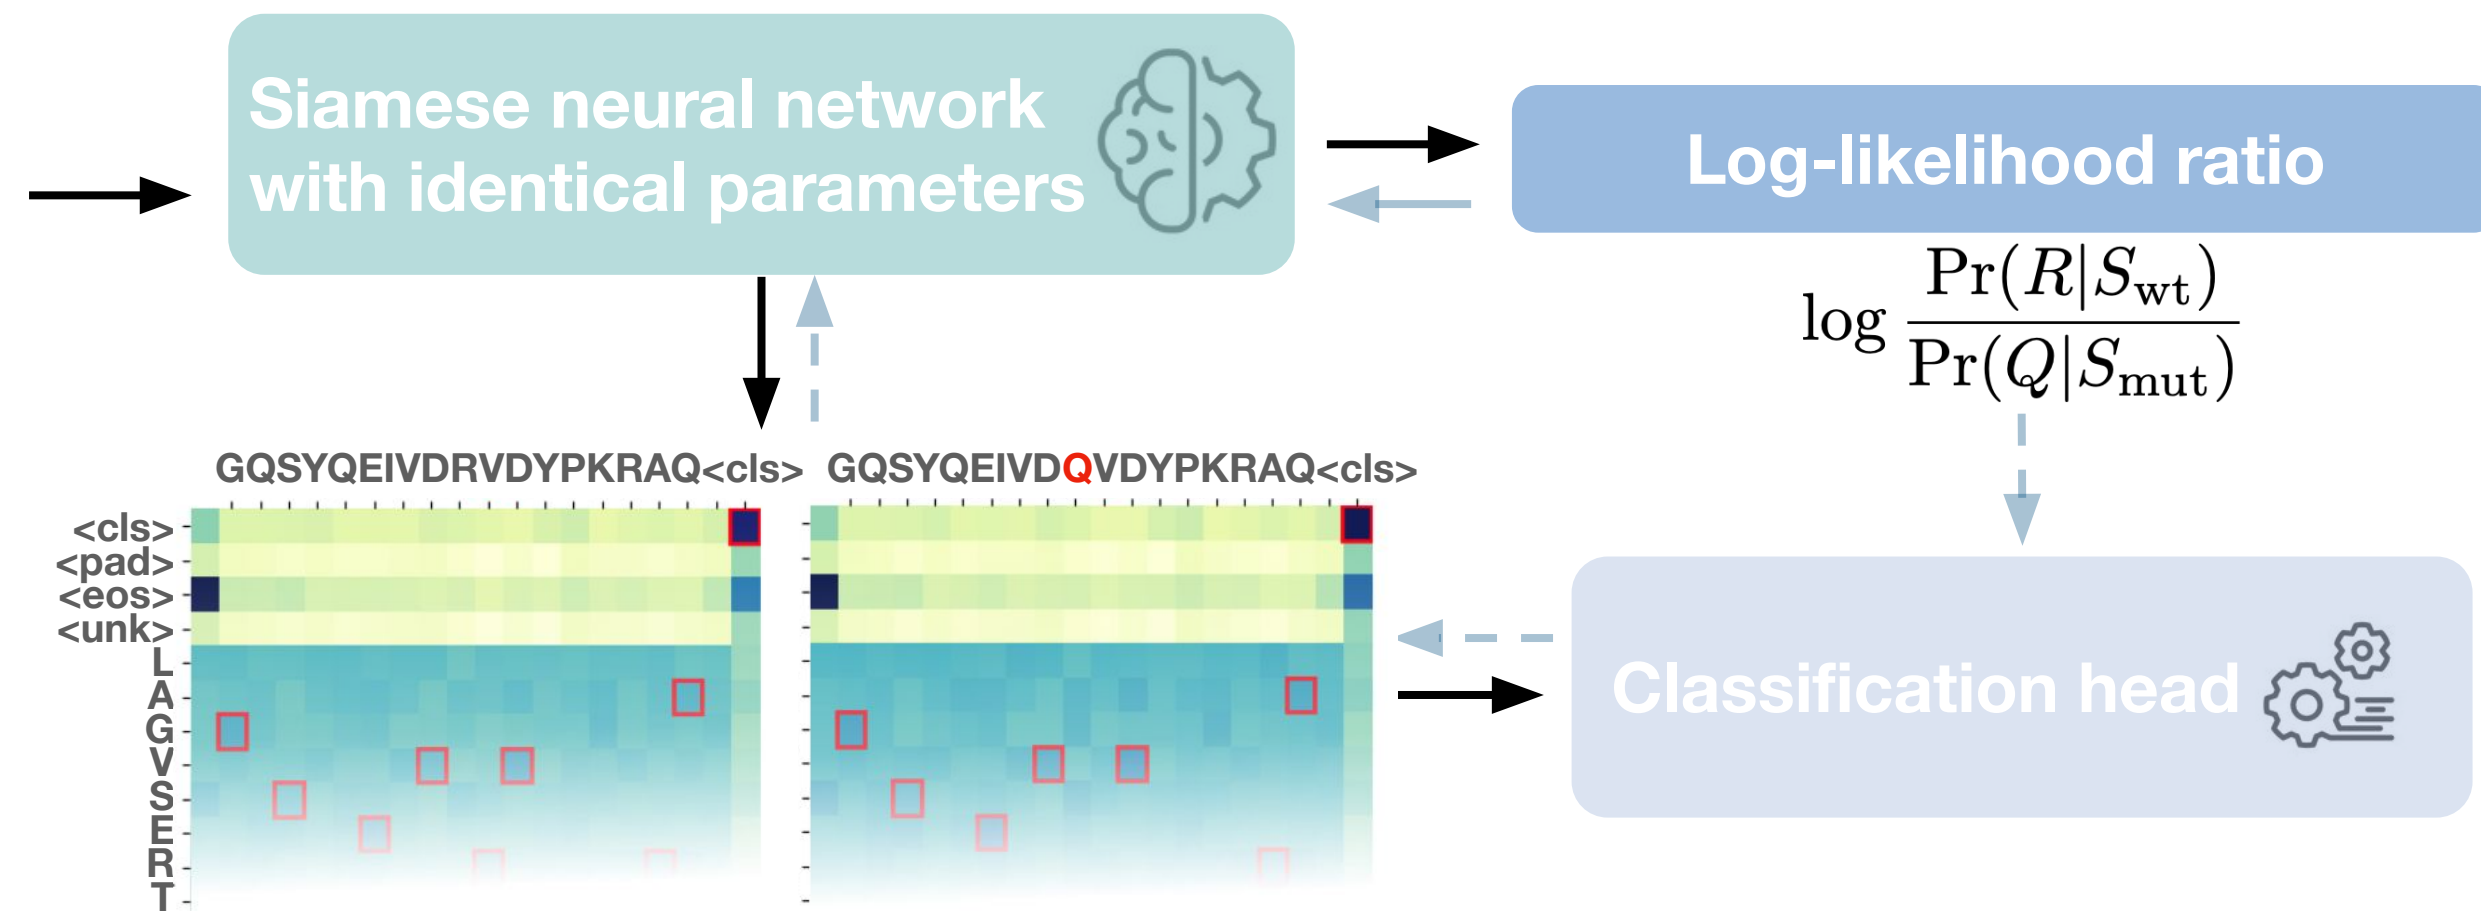 Siamese neural network
with identical parameters
Log-likelihood ratio
log Pr(R|S_wt) / Pr(Q|S_mut)
GQSYQEIVDRVDYPKRAQ<cls>
GQSYQEIVDQVDYPKRAQ<cls>
<cls>
<pad>
<eos>
<unk>
L
A
G
V
S
E
R
T
Classification head